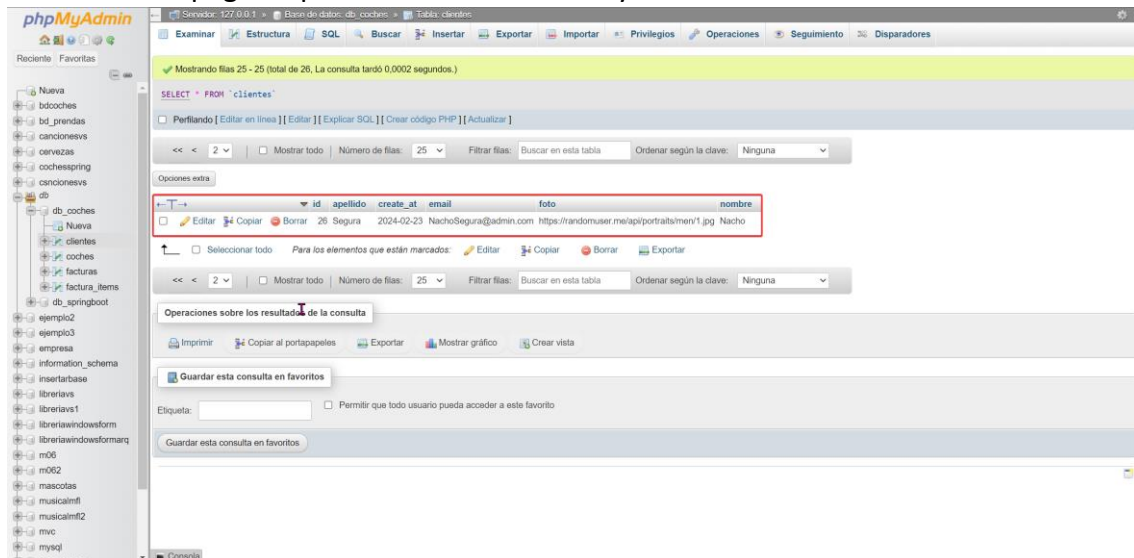 phpMyAdmin
Reciente Favoritas
Nueva
bdcoches
bd_prendas
cancionesvs
cervezas
cochesspring
csncionesvs
db
db_coches
Nueva
clientes
coches
facturas
factura_items
db_springboot
ejemplo2
ejemplo3
empresa
information_schema
insertarbase
libreriavs
libreriavs1
libreriawindowsform
libreriawindowsformarq
m06
m062
mascotas
musicalmfl
musicalmfl2
mvc
mysql
Servidor: 127.0.0.1 » Base de datos: db_coches » Tabla: clientes
Examinar Estructura SQL Buscar Insertar Exportar Importar Privilegios Operaciones Seguimiento Disparadores
Mostrando filas 25 - 25 (total de 26, La consulta tardó 0,0002 segundos.)
SELECT * FROM `clientes`
Perfilando [ Editar en línea ] [ Editar ] [ Explicar SQL ] [ Crear código PHP ] [ Actualizar ]
<< < 2 | Mostrar todo | Número de filas: 25 Filtrar filas: Buscar en esta tabla Ordenar según la clave: Ninguna
Opciones extra
←T→ id apellido create_at email foto nombre
Editar Copiar Borrar 26 Segura 2024-02-23 NachoSegura@admin.com https://randomuser.me/api/portraits/men/1.jpg Nacho
Seleccionar todo Para los elementos que están marcados: Editar Copiar Borrar Exportar
<< < 2 | Mostrar todo | Número de filas: 25 Filtrar filas: Buscar en esta tabla Ordenar según la clave: Ninguna
Operaciones sobre los resultados de la consulta
Imprimir Copiar al portapapeles Exportar Mostrar gráfico Crear vista
Guardar esta consulta en favoritos
Etiqueta: Permitir que todo usuario pueda acceder a este favorito
Guardar esta consulta en favoritos
Consola